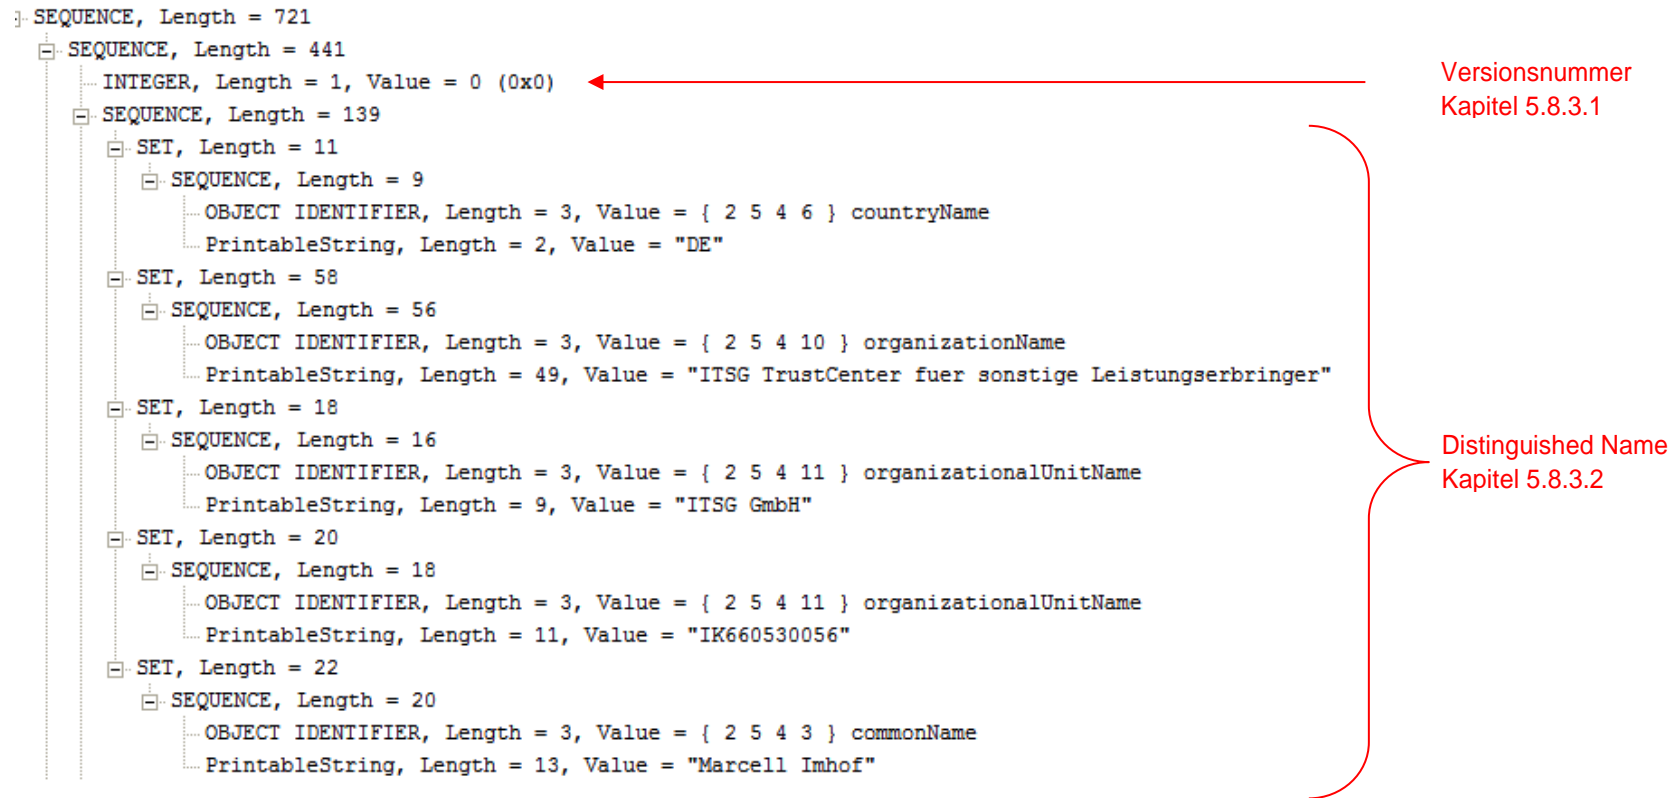 SEQUENCE, Length = 721
SEQUENCE, Length = 441
INTEGER, Length = 1, Value = 0 (0x0)
Versionsnummer
Kapitel 5.8.3.1
SEQUENCE, Length = 139
SET, Length = 11
SEQUENCE, Length = 9
OBJECT IDENTIFIER, Length = 3, Value = { 2 5 4 6 } countryName
PrintableString, Length = 2, Value = "DE"
SET, Length = 58
SEQUENCE, Length = 56
OBJECT IDENTIFIER, Length = 3, Value = { 2 5 4 10 } organizationName
PrintableString, Length = 49, Value = "ITSG TrustCenter fuer sonstige Leistungserbringer"
SET, Length = 18
SEQUENCE, Length = 16
OBJECT IDENTIFIER, Length = 3, Value = { 2 5 4 11 } organizationalUnitName
PrintableString, Length = 9, Value = "ITSG GmbH"
Distinguished Name
Kapitel 5.8.3.2
SET, Length = 20
SEQUENCE, Length = 18
OBJECT IDENTIFIER, Length = 3, Value = { 2 5 4 11 } organizationalUnitName
PrintableString, Length = 11, Value = "IK660530056"
SET, Length = 22
SEQUENCE, Length = 20
OBJECT IDENTIFIER, Length = 3, Value = { 2 5 4 3 } commonName
PrintableString, Length = 13, Value = "Marcell Imhof"